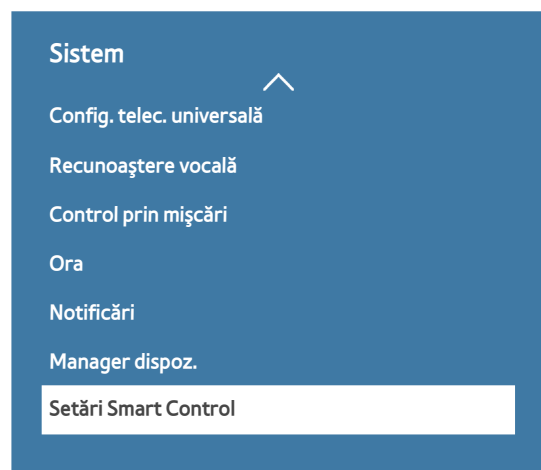 Sistem
Config. telec. universală
Recunoaştere vocală
Control prin mişcări
Ora
Notificări
Manager dispoz.
Setări Smart Control